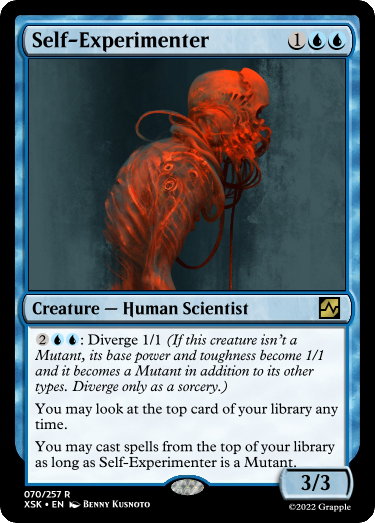 Self-Experimenter 1
Creature — Human Scientist
2: Diverge 1/1 (If this creature isn't a
Mutant, its base power and toughness become 1/1
and it becomes a Mutant in addition to its other
types. Diverge only as a sorcery.)
You may look at the top card of your library any
time.
You may cast spells from the top of your library
as long as Self-Experimenter is a Mutant.
3/3
070/257 R
XSK • EN Benny Kusnoto
©2022 Grapple